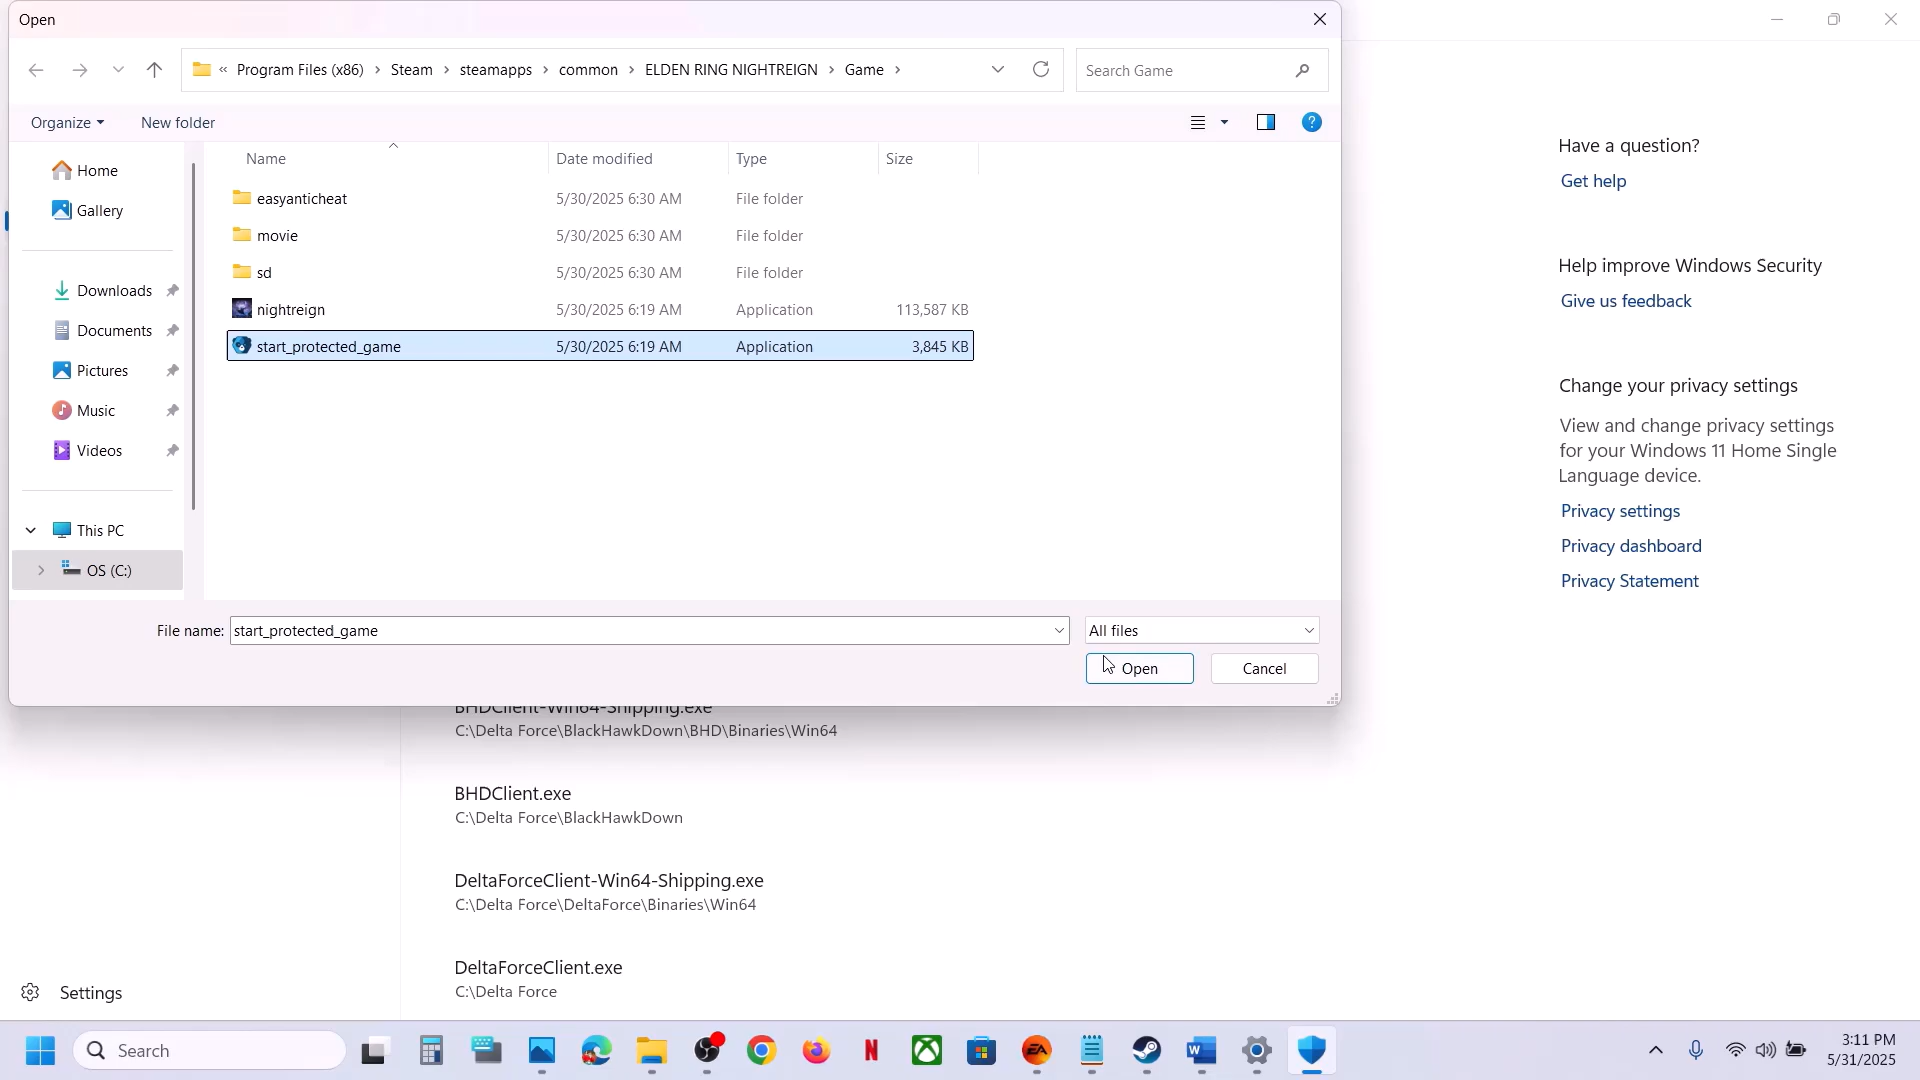 Open
« Program Files (x86) › Steam › steamapps › common › ELDEN RING NIGHTREIGN › Game ›
Search Game
Organize
New folder
Name
Date modified
Type
Size
Home
Gallery
Downloads
Documents
Pictures
Music
Videos
This PC
OS (C:)
easyanticheat 5/30/2025 6:30 AM File folder
movie 5/30/2025 6:30 AM File folder
sd 5/30/2025 6:30 AM File folder
nightreign 5/30/2025 6:19 AM Application 113,587 KB
start_protected_game 5/30/2025 6:19 AM Application 3,845 KB
File name: start_protected_game
All files
Open
Cancel
Have a question?
Get help
Help improve Windows Security
Give us feedback
Change your privacy settings
View and change privacy settings
for your Windows 11 Home Single
Language device.
Privacy settings
Privacy dashboard
Privacy Statement
BHDClient-Win64-Shipping.exe
C:\Delta Force\BlackHawkDown\BHD\Binaries\Win64
BHDClient.exe
C:\Delta Force\BlackHawkDown
DeltaForceClient-Win64-Shipping.exe
C:\Delta Force\DeltaForce\Binaries\Win64
DeltaForceClient.exe
C:\Delta Force
Settings
Search
3:11 PM
5/31/2025